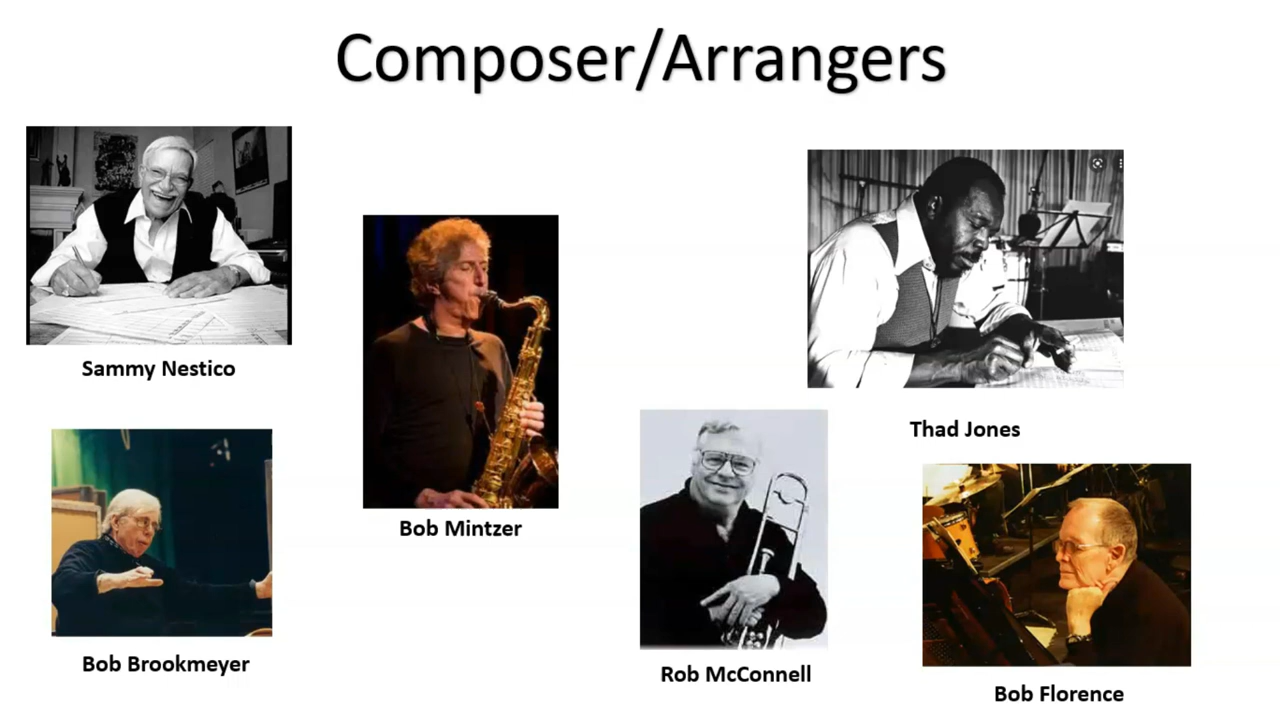 Composer/Arrangers
Sammy Nestico
Bob Mintzer
Thad Jones
Bob Brookmeyer
Rob McConnell
Bob Florence